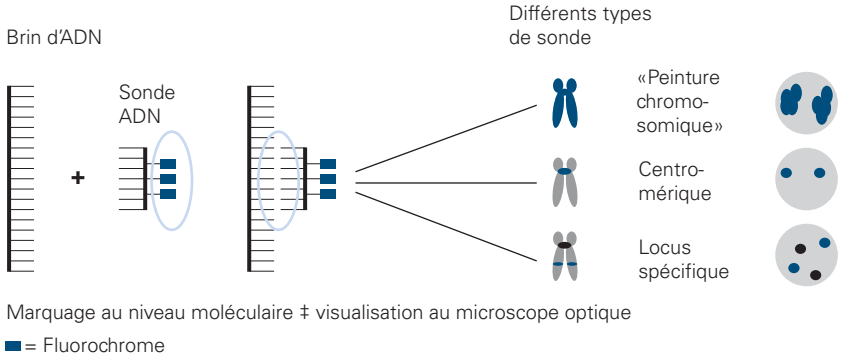 Brin d'ADN
Différents types
de sonde
Sonde
ADN
+
«Peinture
chromo-
somique»
Centro-
mérique
Locus
spécifique
Marquage au niveau moléculaire ‡ visualisation au microscope optique
= Fluorochrome